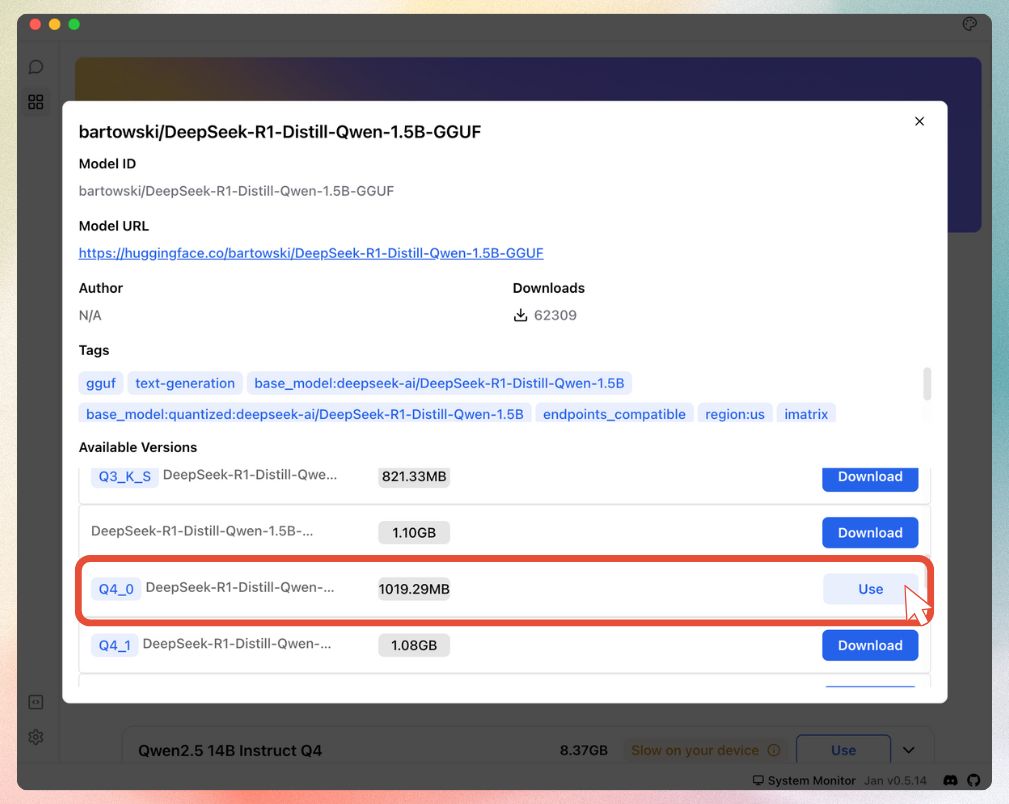 bartowski/DeepSeek-R1-Distill-Qwen-1.5B-GGUF
Model ID
bartowski/DeepSeek-R1-Distill-Qwen-1.5B-GGUF
Model URL
https://huggingface.co/bartowski/DeepSeek-R1-Distill-Qwen-1.5B-GGUF
Author Downloads
N/A 62309
Tags
gguf text-generation base_model:deepseek-ai/DeepSeek-R1-Distill-Qwen-1.5B
base_model:quantized:deepseek-ai/DeepSeek-R1-Distill-Qwen-1.5B endpoints_compatible region:us imatrix
Available Versions
Q3_K_S DeepSeek-R1-Distill-Qwe... 821.33MB Download
DeepSeek-R1-Distill-Qwen-1.5B-... 1.10GB Download
Q4_0 DeepSeek-R1-Distill-Qwen-... 1019.29MB Use
Q4_1 DeepSeek-R1-Distill-Qwen-... 1.08GB Download
Qwen2.5 14B Instruct Q4 8.37GB Slow on your device Use
System Monitor Jan v0.5.14